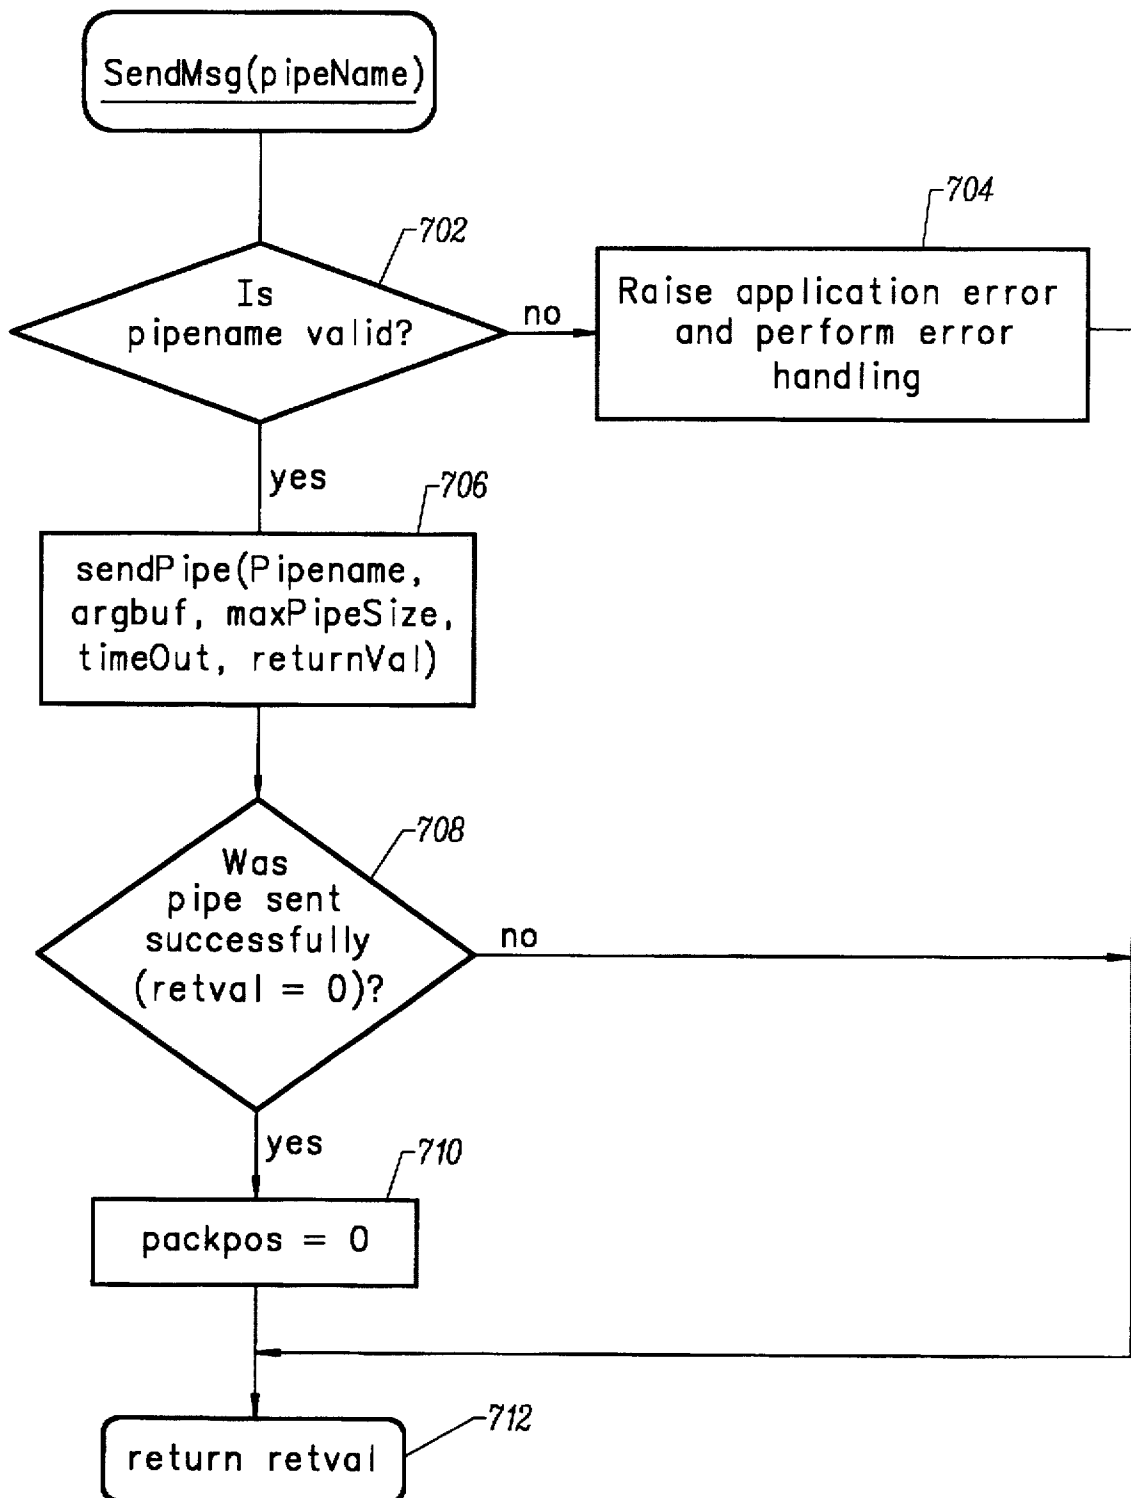 SendMsg(pipeName)
702
Is
pipename valid?
no
704
Raise application error
and perform error
handling
yes
706
sendPipe(Pipename,
argbuf, maxPipeSize,
timeOut, returnVal)
708
Was
pipe sent
successfully
(retval = 0)?
no
yes
710
packpos = 0
712
return retval